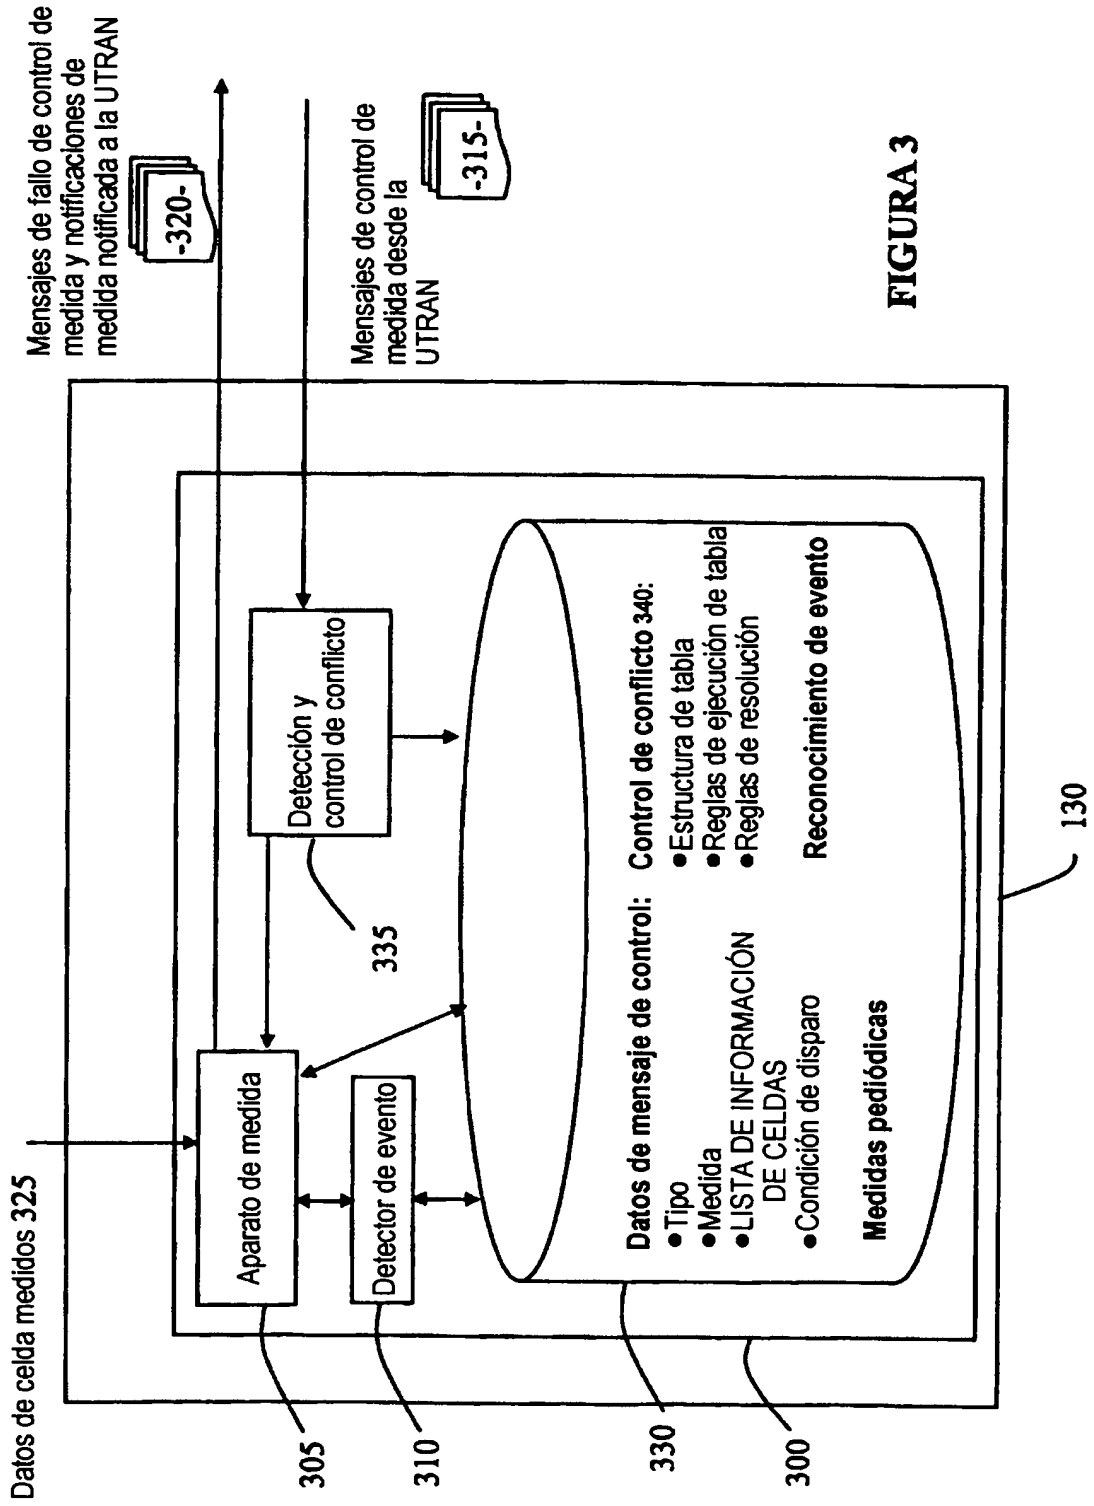 Datos de celda medidos 325
Mensajes de fallo de control de
medida y notificaciones de
medida notificada a la UTRAN
-320-
Mensajes de control de
medida desde la
UTRAN
-315-
Aparato de medida
Detector de evento
Detección y
control de conflicto
305
310
335
Datos de mensaje de control:
●Tipo
●Medida
●LISTA DE INFORMACIÓN
DE CELDAS
●Condición de disparo
Medidas pediódicas
Control de conflicto 340:
●Estructura de tabla
●Reglas de ejecución de tabla
●Reglas de resolución
Reconocimiento de evento
330
300
130
FIGURA 3